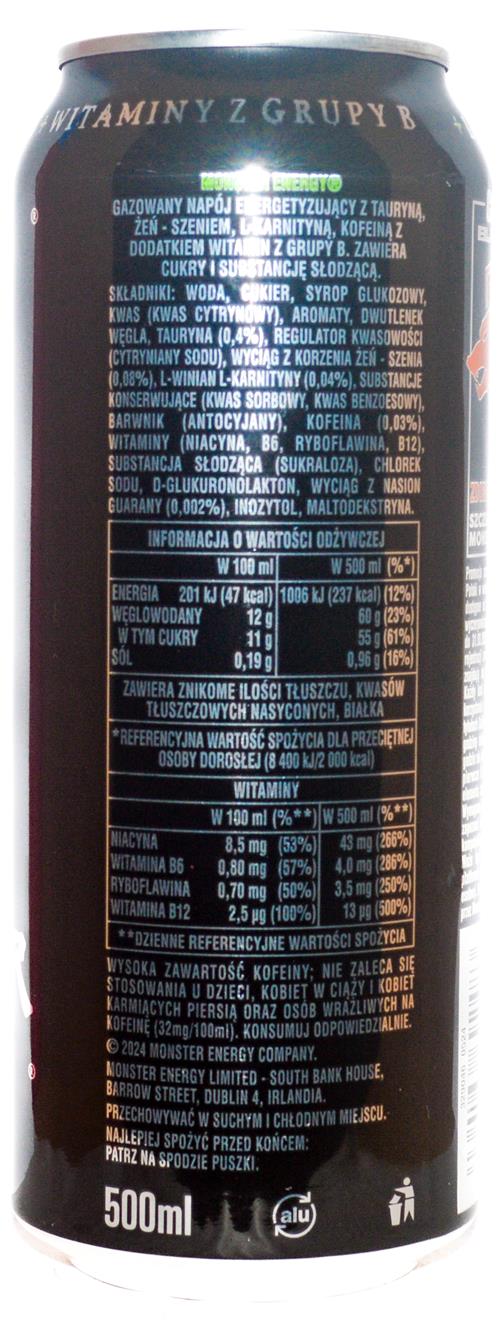 WITAMINY Z GRUPY B
MONSTER ENERGY®
GAZOWANY NAPÓJ ENERGETYZUJĄCY Z TAURYNĄ,
ŻEŃ - SZENIEM, L-KARNITYNĄ, KOFEINĄ Z
DODATKIEM WITAMIN Z GRUPY B. ZAWIERA
CUKRY I SUBSTANCJĘ SŁODZĄCĄ.
SKŁADNIKI: WODA, CUKIER, SYROP GLUKOZOWY,
KWAS (KWAS CYTRYNOWY), AROMATY, DWUTLENEK
WĘGLA, TAURYNA (0,4%), REGULATOR KWASOWOŚCI
(CYTRYNIANY SODU), WYCIĄG Z KORZENIA ŻEŃ - SZENIA
(0,08%), L-WINIAN L-KARNITYNY (0,04%), SUBSTANCJE
KONSERWUJĄCE (KWAS SORBOWY, KWAS BENZOESOWY),
BARWNIK (ANTOCYJANY), KOFEINA (0,03%),
WITAMINY (NIACYNA, B6, RYBOFLAWINA, B12),
SUBSTANCJA SŁODZĄCA (SUKRALOZA), CHLOREK
SODU, D-GLUKURONOLAKTON, WYCIĄG Z NASION
GUARANY (0,002%), INOZYTOL, MALTODEKSTRYNA.
INFORMACJA O WARTOŚCI ODŻYWCZEJ
W 100 ml W 500 ml (%*)
ENERGIA 201 kJ (47 kcal) 1006 kJ (237 kcal) (12%)
WĘGLOWODANY 12 g 60 g (23%)
W TYM CUKRY 11 g 55 g (61%)
SÓL 0,19 g 0,96 g (16%)
ZAWIERA ZNIKOME ILOŚCI TŁUSZCZU, KWASÓW
TŁUSZCZOWYCH NASYCONYCH, BIAŁKA
*REFERENCYJNA WARTOŚĆ SPOŻYCIA DLA PRZECIĘTNEJ
OSOBY DOROSŁEJ (8 400 kJ/2 000 kcal)
WITAMINY
W 100 ml (%**) W 500 ml (%**)
NIACYNA 8,5 mg (53%) 43 mg (266%)
WITAMINA B6 0,80 mg (57%) 4,0 mg (286%)
RYBOFLAWINA 0,70 mg (50%) 3,5 mg (250%)
WITAMINA B12 2,5 µg (100%) 13 µg (500%)
**DZIENNE REFERENCYJNE WARTOŚCI SPOŻYCIA
WYSOKA ZAWARTOŚĆ KOFEINY; NIE ZALECA SIĘ
STOSOWANIA U DZIECI, KOBIET W CIĄŻY I KOBIET
KARMIĄCYCH PIERSIĄ ORAZ OSÓB WRAŻLIWYCH NA
KOFEINĘ (32mg/100ml). KONSUMUJ ODPOWIEDZIALNIE.
© 2024 MONSTER ENERGY COMPANY.
MONSTER ENERGY LIMITED - SOUTH BANK HOUSE,
BARROW STREET, DUBLIN 4, IRLANDIA.
PRZECHOWYWAĆ W SUCHYM I CHŁODNYM MIEJSCU.
NAJLEPIEJ SPOŻYĆ PRZED KOŃCEM:
PATRZ NA SPODZIE PUSZKI.
500ml
alu